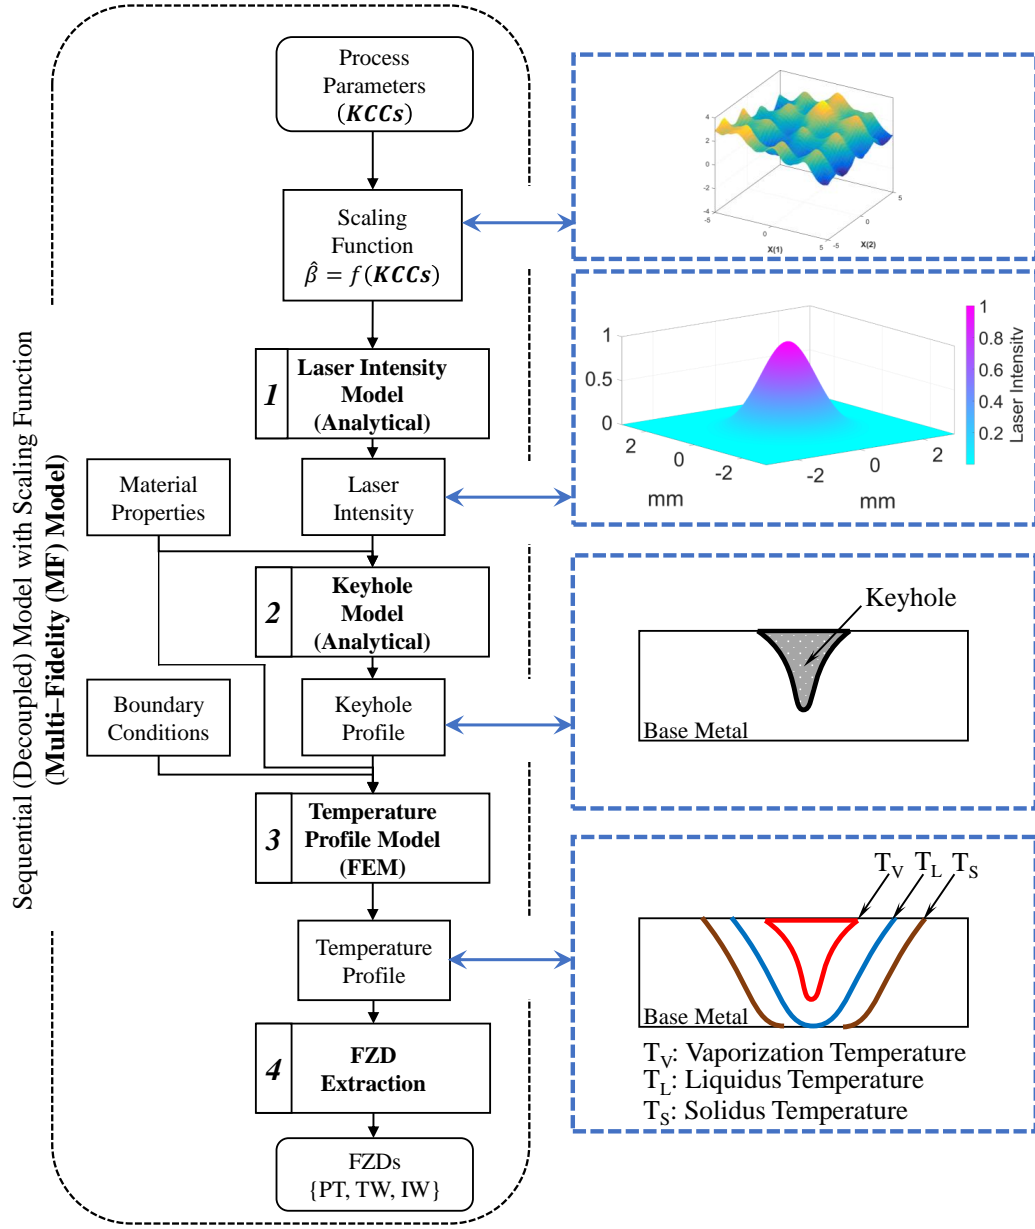 Sequential (Decoupled) Model with Scaling Function
(Multi–Fidelity (MF) Model)
Process
Parameters
(KCCs)
Scaling
Function
β̂ = f(KCCs)
1
Laser Intensity
Model
(Analytical)
Material
Properties
Laser
Intensity
2
Keyhole
Model
(Analytical)
Boundary
Conditions
Keyhole
Profile
3
Temperature
Profile Model
(FEM)
Temperature
Profile
4
FZD
Extraction
FZDs
{PT, TW, IW}
4
2
0
-2
-4
-5
0
5
X(1)
-5
0
5
X(2)
1
0.5
0
2
0
-2
mm
-2
0
2
mm
1
0.8
0.6
0.4
0.2
Laser Intensity
Keyhole
Base Metal
T_V T_L T_S
Base Metal
T_V: Vaporization Temperature
T_L: Liquidus Temperature
T_S: Solidus Temperature